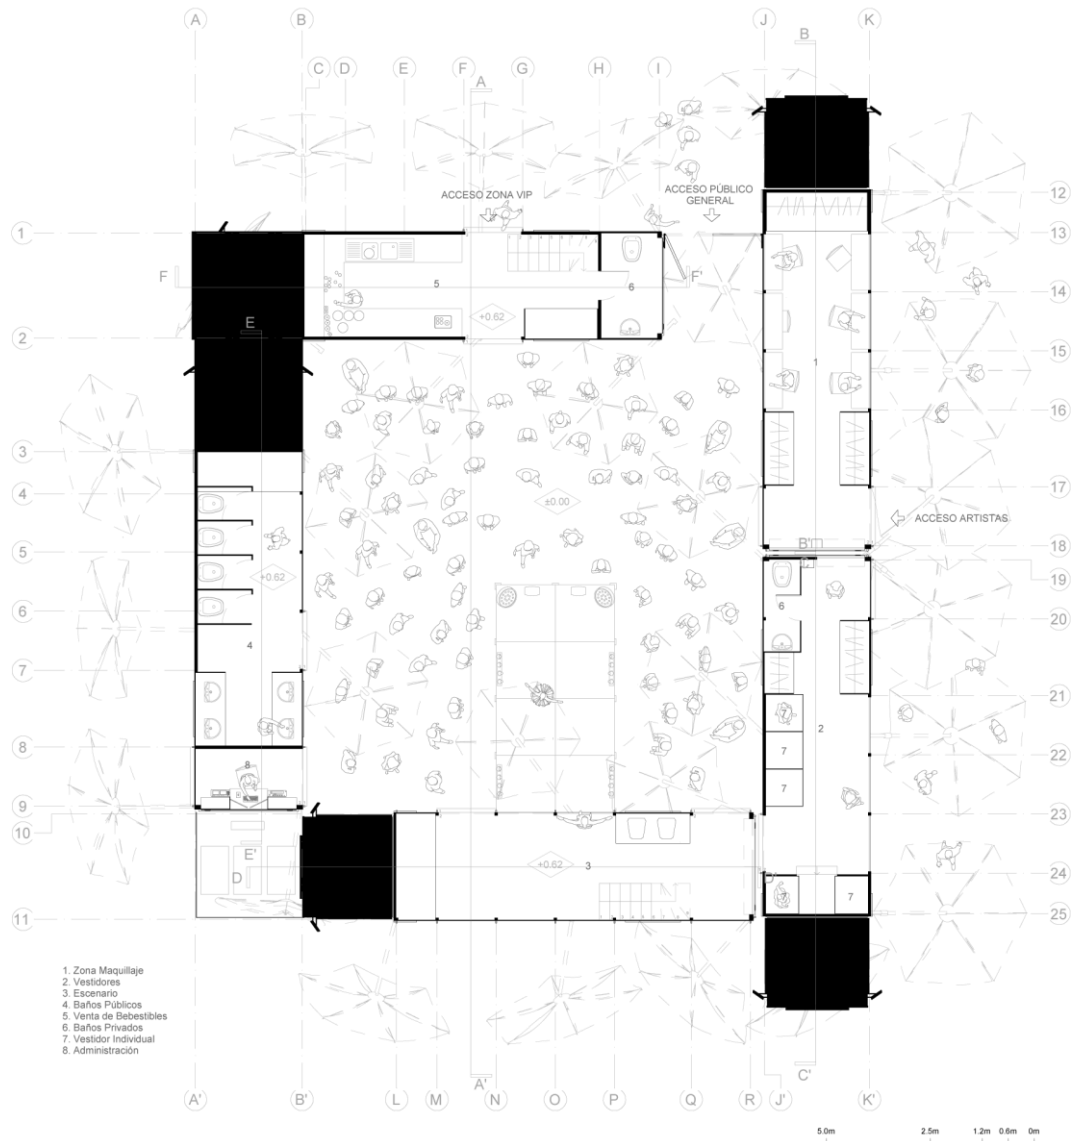 A B J K
B
C D E F G H I
A
ACCESO ZONA VIP
ACCESO PÚBLICO
GENERAL
12
1
13
F
5
6
F'
14
+0.62
E
2
15
1
16
3
4
17
±0.00
ACCESO ARTISTAS
5
B'
18
+0.62
19
6
6
20
4
7
21
7
2
8
7
22
8
7
9
23
10
E'
+0.62
3
24
D
D'
7
7
11
25
1. Zona Maquillaje
2. Vestidores
3. Escenario
4. Baños Públicos
5. Venta de Bebestibles
6. Baños Privados
7. Vestidor Individual
8. Administración
C'
A'
A' B' L M N O P Q R J' K'
5.0m 2.5m 1.2m 0.6m 0m